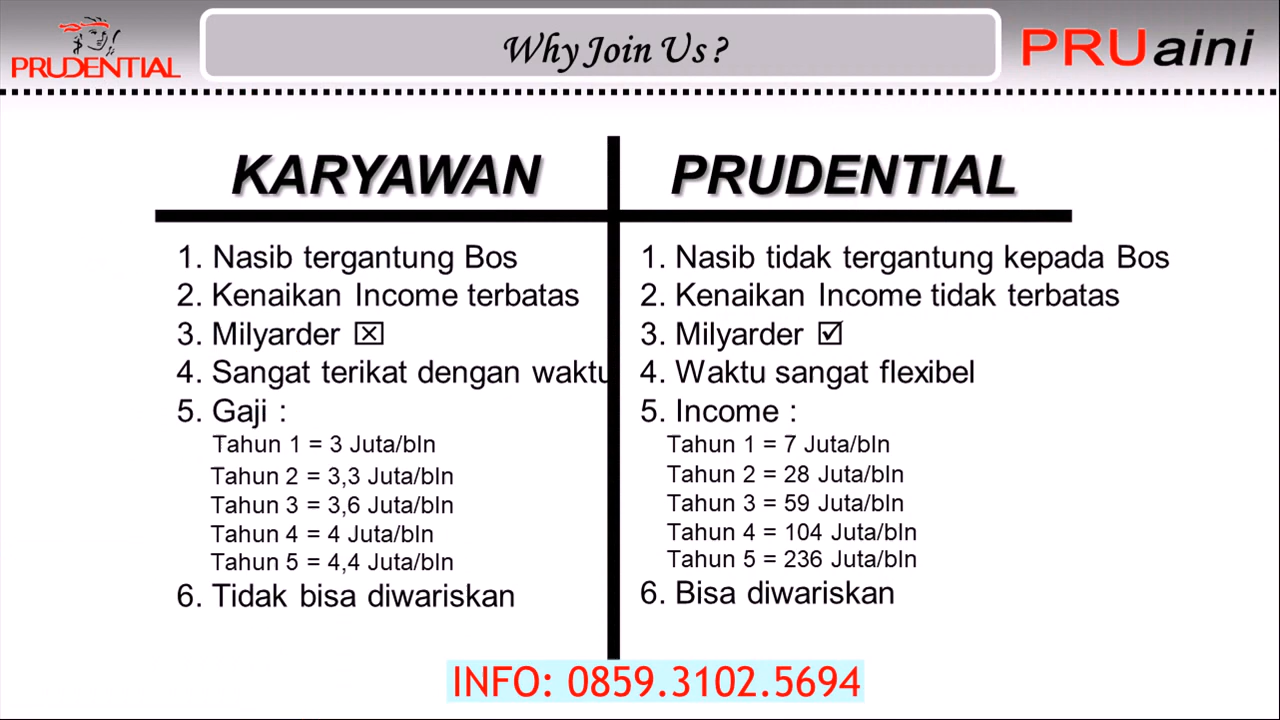 PRUDENTIAL
Why Join Us ?
PRUaini
KARYAWAN
1. Nasib tergantung Bos
2. Kenaikan Income terbatas
3. Milyarder ☒
4. Sangat terikat dengan waktu
5. Gaji :
Tahun 1 = 3 Juta/bln
Tahun 2 = 3,3 Juta/bln
Tahun 3 = 3,6 Juta/bln
Tahun 4 = 4 Juta/bln
Tahun 5 = 4,4 Juta/bln
6. Tidak bisa diwariskan
PRUDENTIAL
1. Nasib tidak tergantung kepada Bos
2. Kenaikan Income tidak terbatas
3. Milyarder ☑
4. Waktu sangat flexibel
5. Income :
Tahun 1 = 7 Juta/bln
Tahun 2 = 28 Juta/bln
Tahun 3 = 59 Juta/bln
Tahun 4 = 104 Juta/bln
Tahun 5 = 236 Juta/bln
6. Bisa diwariskan
INFO: 0859.3102.5694